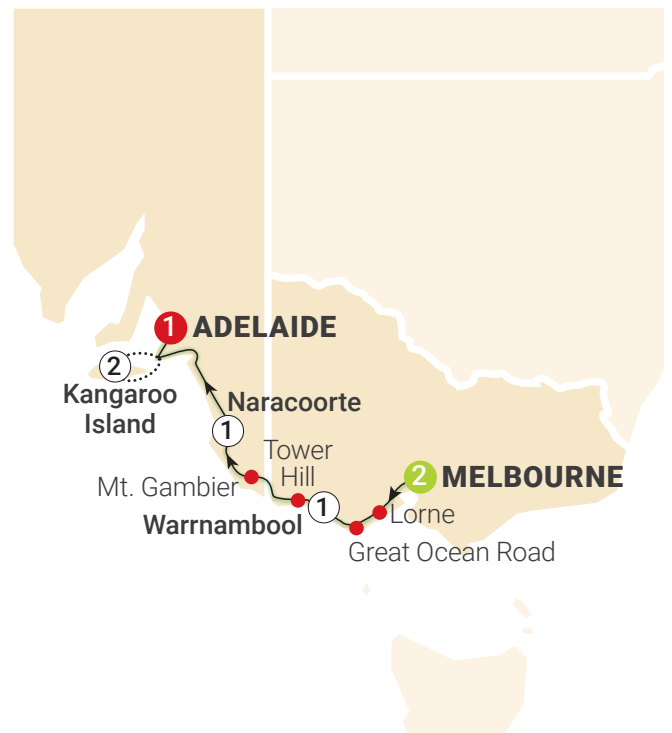 1 ADELAIDE
2
Kangaroo
Island
Naracoorte
1
Tower
Hill
Mt. Gambier
2 MELBOURNE
Warrnambool 1
Lorne
Great Ocean Road